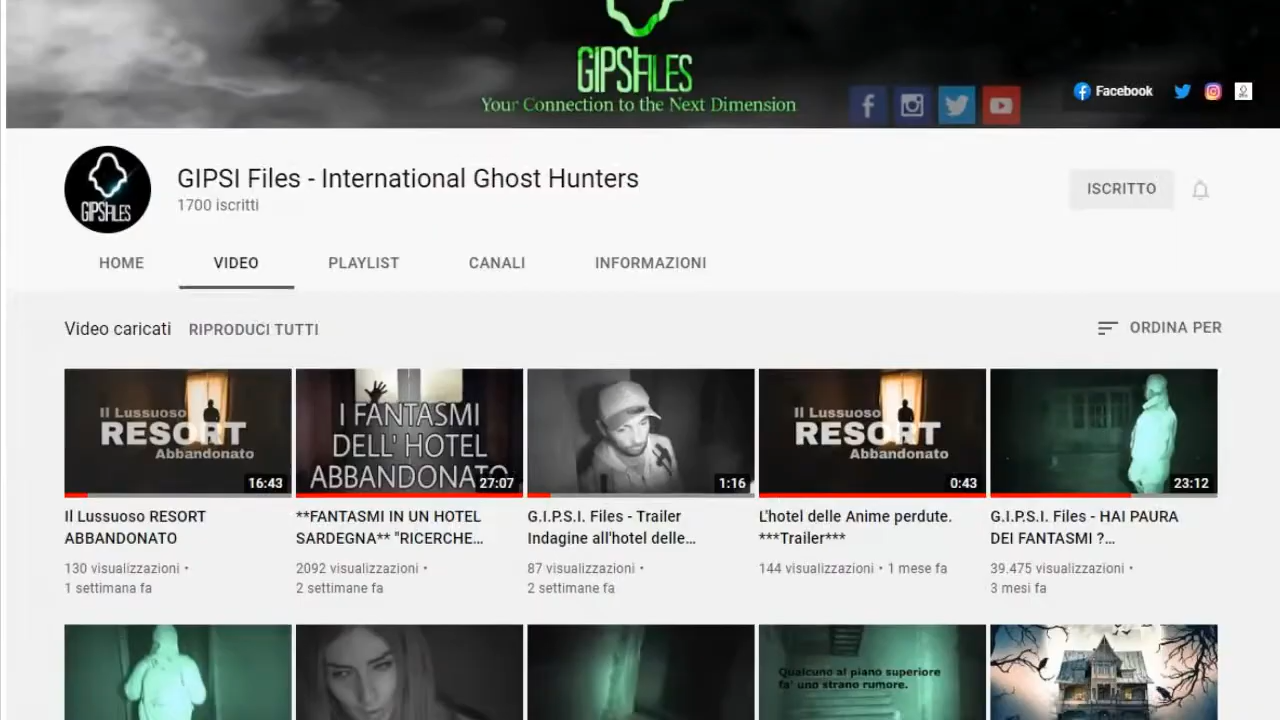 GIPSFILES
Your Connection to the Next Dimension
Facebook
GIPSFILES
GIPSI Files - International Ghost Hunters
1700 iscritti
ISCRITTO
HOME
VIDEO
PLAYLIST
CANALI
INFORMAZIONI
Video caricati
RIPRODUCI TUTTI
ORDINA PER
Il Lussuoso
RESORT
Abbandonato
16:43
I FANTASMI
DELL' HOTEL
ABBANDONATO
27:07
1:16
Il Lussuoso
RESORT
Abbandonato
0:43
23:12
Il Lussuoso RESORT
ABBANDONATO
130 visualizzazioni •
1 settimana fa
**FANTASMI IN UN HOTEL
SARDEGNA** "RICERCHE...
2092 visualizzazioni •
2 settimane fa
G.I.P.S.I. Files - Trailer
Indagine all'hotel delle...
87 visualizzazioni •
2 settimane fa
L'hotel delle Anime perdute.
***Trailer***
144 visualizzazioni • 1 mese fa
G.I.P.S.I. Files - HAI PAURA
DEI FANTASMI ?...
39.475 visualizzazioni •
3 mesi fa
Qualcuno al piano superiore
fa' uno strano rumore.